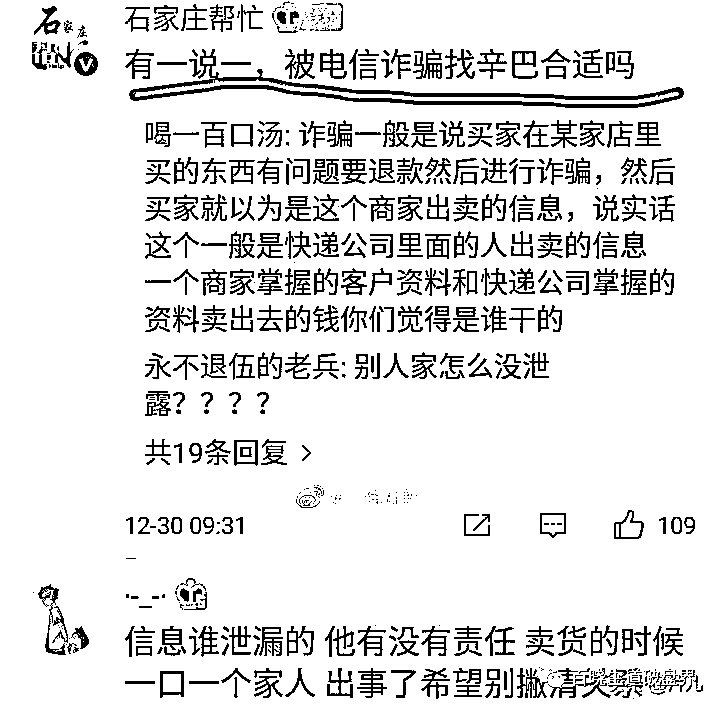 石家庄帮忙
有一说一，被电信诈骗找辛巴合适吗
喝一百口汤: 诈骗一般是说买家在某家店里
买的东西有问题要退款然后进行诈骗，然后
买家就以为是这个商家出卖的信息，说实话
这个一般是快递公司里面的人出卖的信息
一个商家掌握的客户资料和快递公司掌握的
资料卖出去的钱你们觉得是谁干的
永不退伍的老兵: 别人家怎么没泄
露？？？？
共19条回复 >
12-30 09:31
109
-_-·
信息谁泄漏的 他有没有责任 卖货的时候
一口一个家人 出事了希望别撇清关系